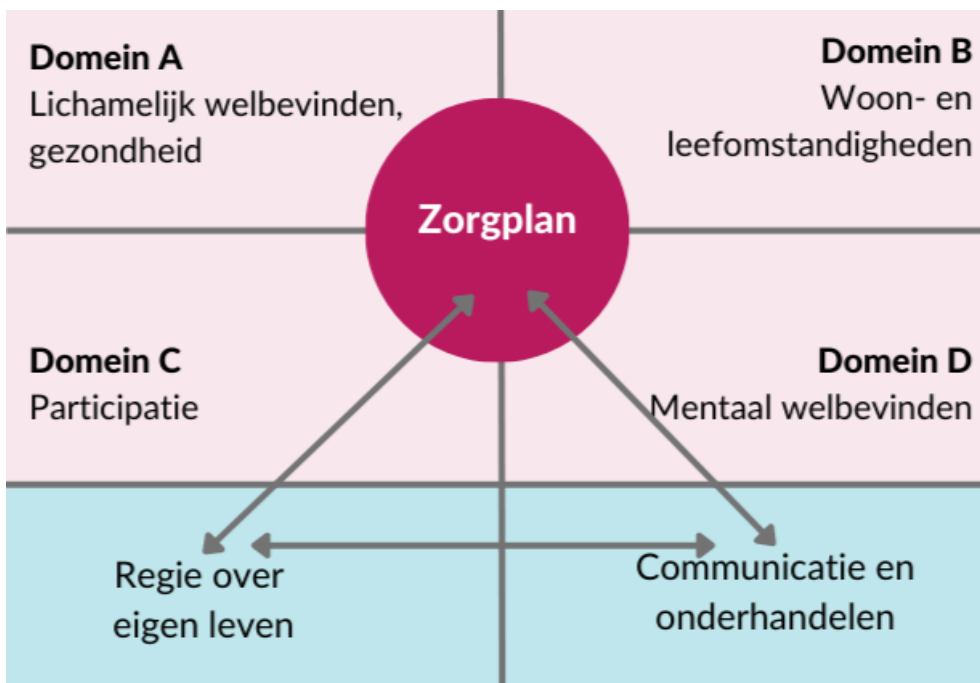 Domein A
Lichamelijk welbevinden,
gezondheid
Domein B
Woon- en
leefomstandigheden
Zorgplan
Domein C
Participatie
Domein D
Mentaal welbevinden
Regie over
eigen leven
Communicatie en
onderhandelen